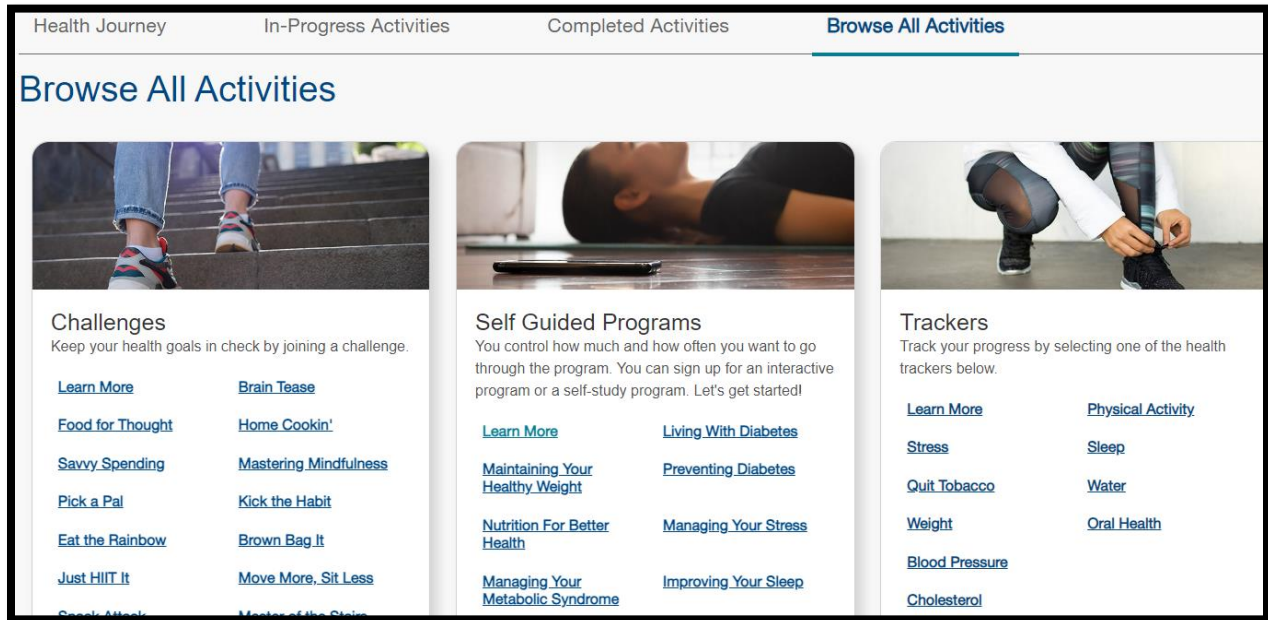 Health Journey In-Progress Activities Completed Activities Browse All Activities
Browse All Activities
Challenges
Keep your health goals in check by joining a challenge.
Learn More Brain Tease
Food for Thought Home Cookin'
Savvy Spending Mastering Mindfulness
Pick a Pal Kick the Habit
Eat the Rainbow Brown Bag It
Just HIIT It Move More, Sit Less
Sneak Attack Master of the Stairs
Self Guided Programs
You control how much and how often you want to go
through the program. You can sign up for an interactive
program or a self-study program. Let's get started!
Learn More Living With Diabetes
Maintaining Your
Healthy Weight Preventing Diabetes
Nutrition For Better
Health Managing Your Stress
Managing Your
Metabolic Syndrome Improving Your Sleep
Trackers
Track your progress by selecting one of the health
trackers below.
Learn More Physical Activity
Stress Sleep
Quit Tobacco Water
Weight Oral Health
Blood Pressure
Cholesterol